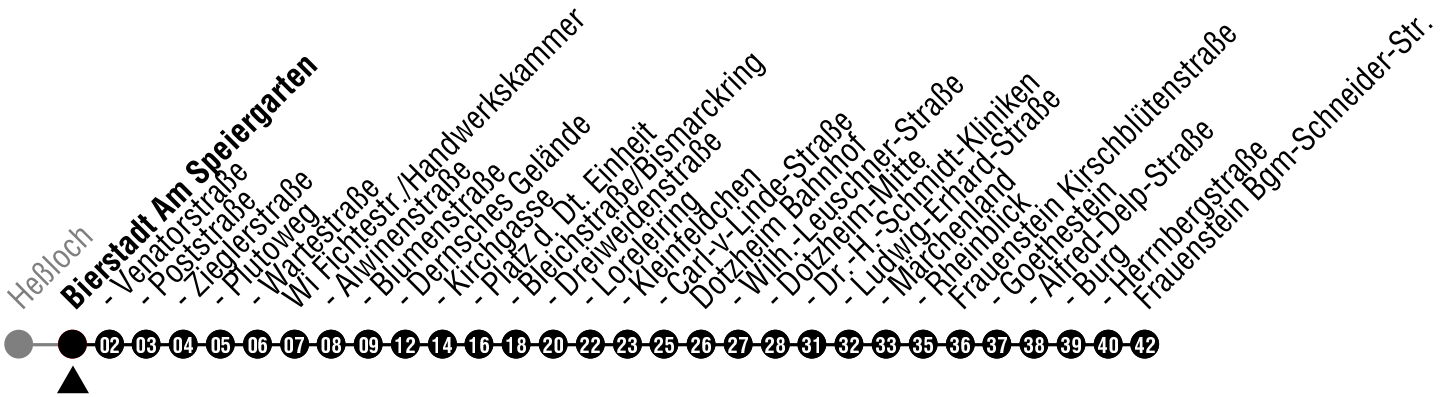 Heßloch
Bierstadt Am Speiergarten
- Venatorstraße
- Poststraße
- Zieglerstraße
- Plutoweg
- Wartestraße
Wi Fichtestr./Handwerkskammer
- Alwinenstraße
- Blumenstraße
- Dernsches Gelände
- Kirchgasse
- Platz d. Dt. Einheit
- Bleichstraße/Bismarckring
- Dreiweidenstraße
- Loreleiring
- Kleinfeldchen
- Carl-v-Linde-Straße
Dotzheim Bahnhof
- Wilh.-Leuschner-Straße
- Dotzheim-Mitte
- Dr.-H.-Schmidt-Kliniken
- Ludwig-Erhard-Straße
- Märchenland
- Rheinblick
Frauenstein Kirschblütenstraße
- Goethestein
- Alfred-Delp-Straße
- Burg
- Herrnbergstraße
Frauenstein Bgm-Schneider-Str.
02 03 04 05 06 07 08 09 12 14 16 18 20 22 23 25 26 27 28 31 32 33 35 36 37 38 39 40 42